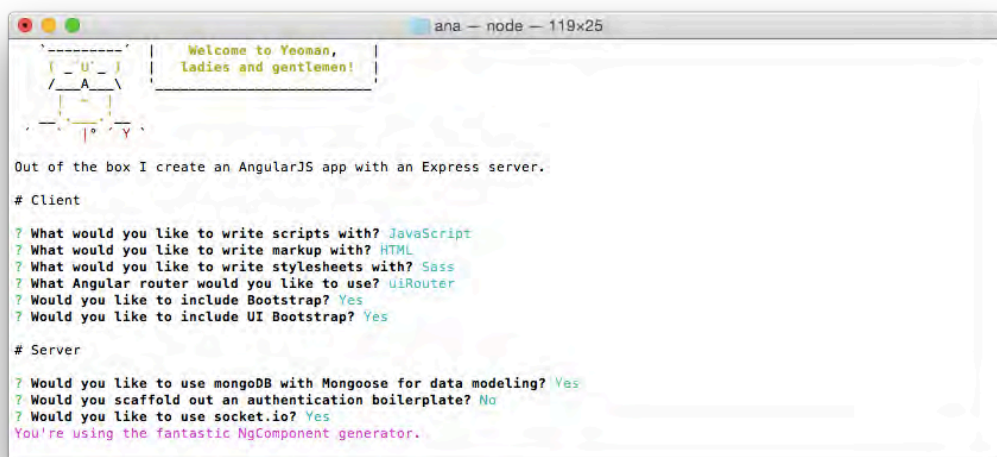 ana — node — 119×25
Welcome to Yeoman,
ladies and gentlemen!
Out of the box I create an AngularJS app with an Express server.
# Client
? What would you like to write scripts with? JavaScript
? What would you like to write markup with? HTML
? What would you like to write stylesheets with? Sass
? What Angular router would you like to use? uiRouter
? Would you like to include Bootstrap? Yes
? Would you like to include UI Bootstrap? Yes
# Server
? Would you like to use mongoDB with Mongoose for data modeling? Yes
? Would you scaffold out an authentication boilerplate? No
? Would you like to use socket.io? Yes
You're using the fantastic NgComponent generator.